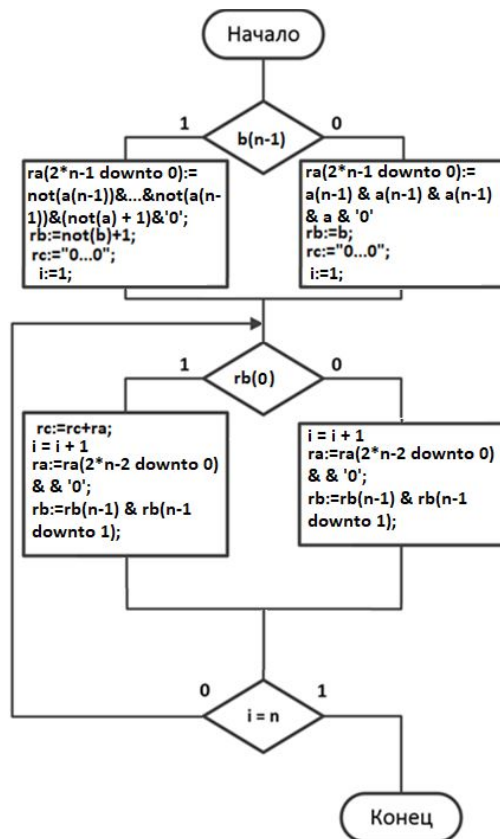 Начало
1
b(n-1)
0
ra(2*n-1 downto 0):=
not(a(n-1))&...&not(a(n-
1))&(not(a) + 1)&'0';
rb:=not(b)+1;
rc:="0...0";
i:=1;
ra(2*n-1 downto 0):=
a(n-1) & a(n-1) & a(n-1)
& a & '0'
rb:=b;
rc:="0...0";
i:=1;
1
rb(0)
0
rc:=rc+ra;
i = i + 1
ra:=ra(2*n-2 downto 0)
& & '0';
rb:=rb(n-1) & rb(n-1
downto 1);
i = i + 1
ra:=ra(2*n-2 downto 0)
& & '0';
rb:=rb(n-1) & rb(n-1
downto 1);
0
i = n
1
Конец